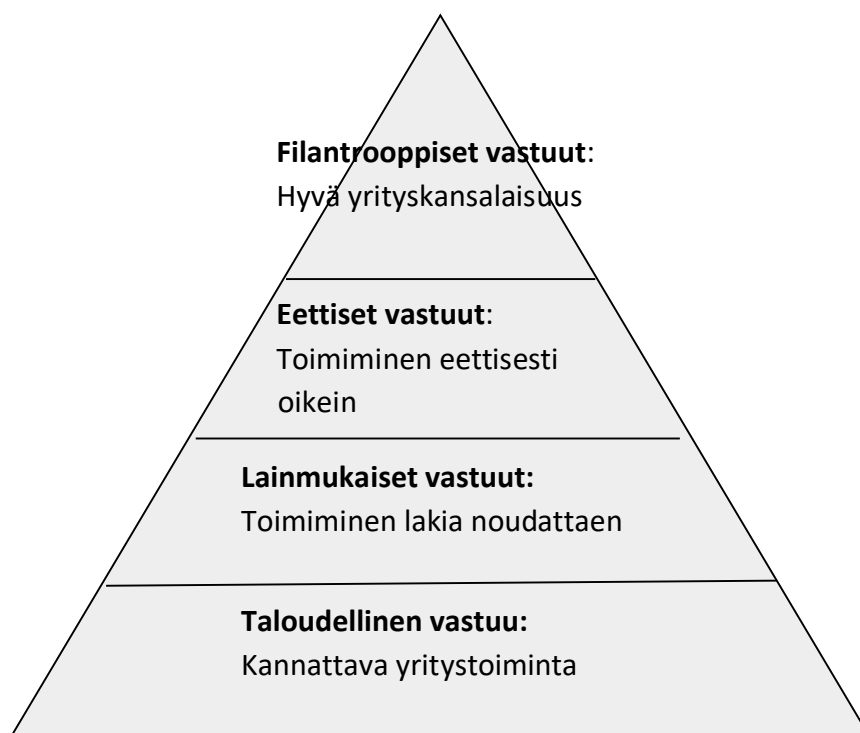 Filantrooppiset vastuut:
Hyvä yrityskansalaisuus
Eettiset vastuut:
Toimiminen eettisesti
oikein
Lainmukaiset vastuut:
Toimiminen lakia noudattaen
Taloudellinen vastuu:
Kannattava yritystoiminta